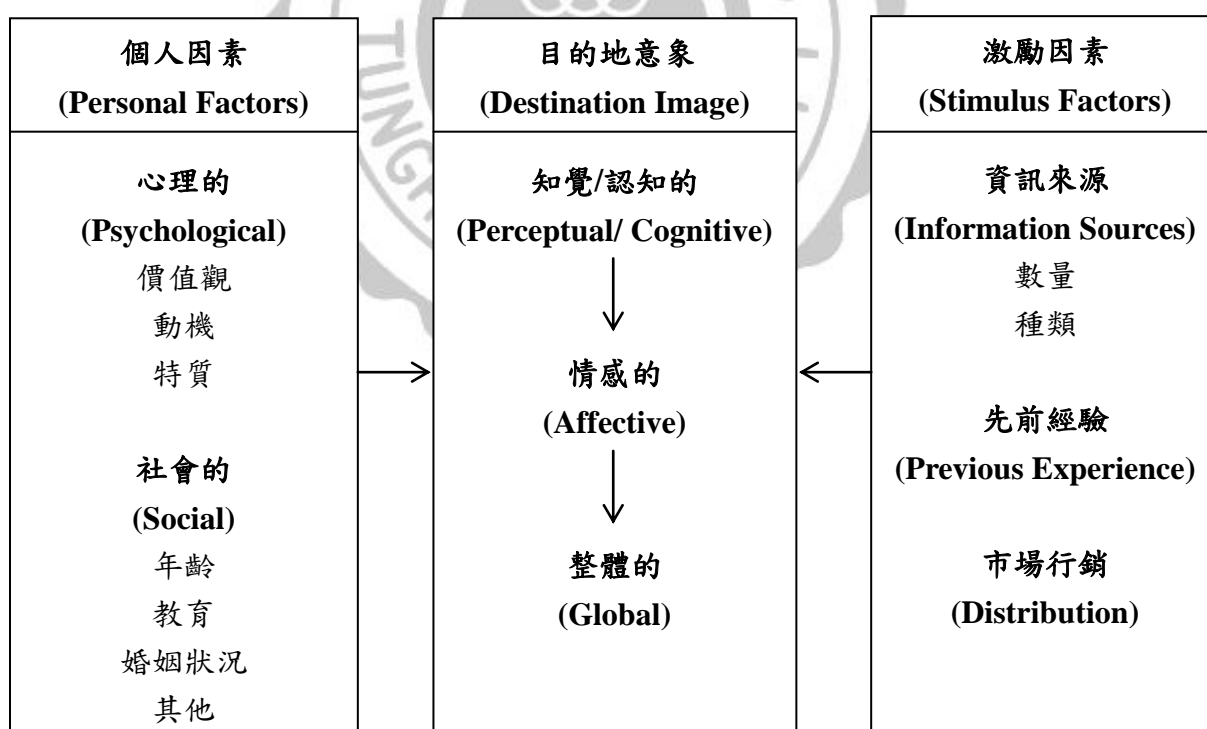 個人因素
(Personal Factors)
心理的
(Psychological)
價值觀
動機
特質
社會的
(Social)
年齡
教育
婚姻狀況
其他
目的地意象
(Destination Image)
知覺/認知的
(Perceptual/ Cognitive)
情感的
(Affective)
整體的
(Global)
激勵因素
(Stimulus Factors)
資訊來源
(Information Sources)
數量
種類
先前經驗
(Previous Experience)
市場行銷
(Distribution)
TUNGH